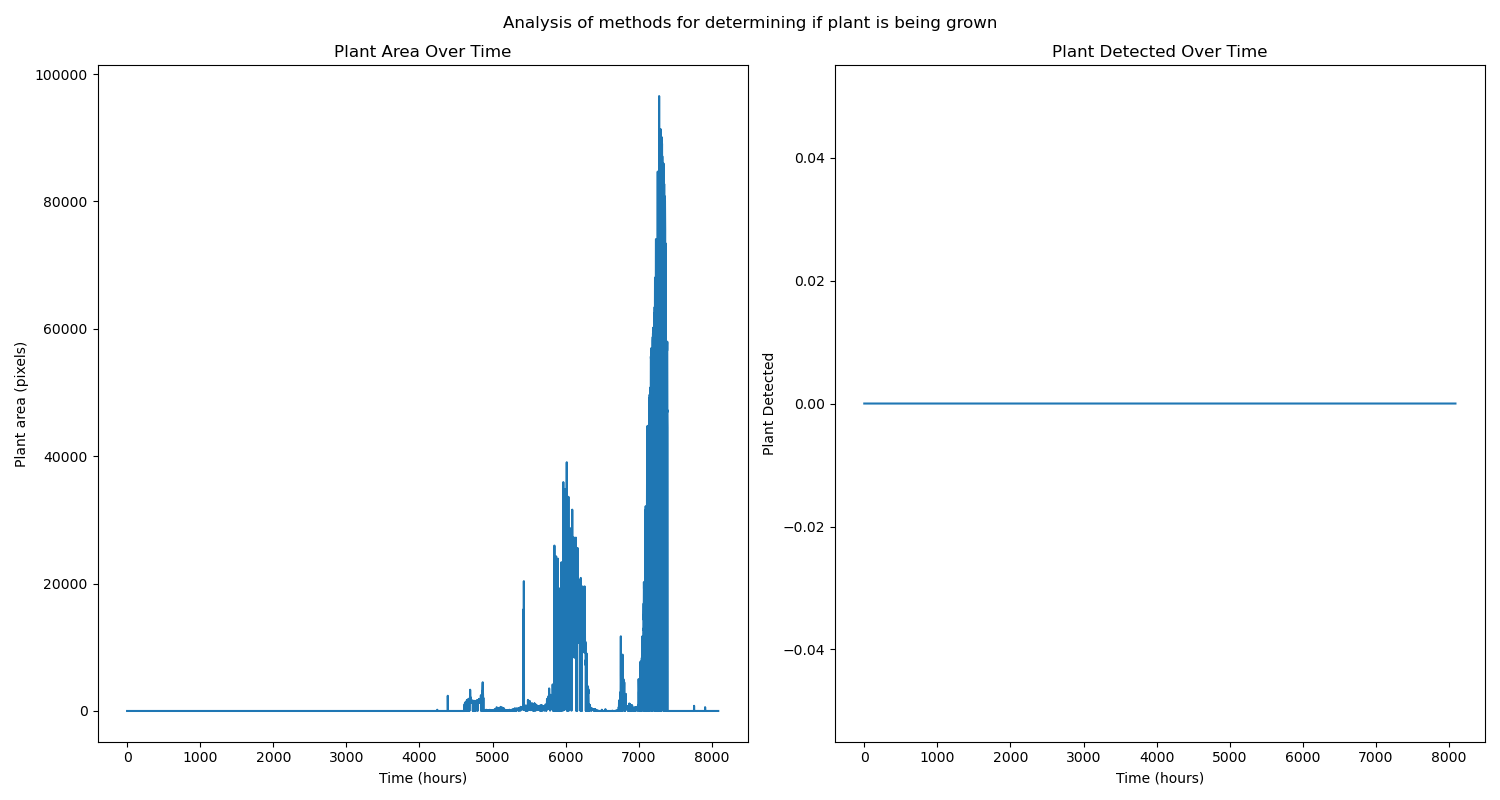 Analysis of methods for determining if plant is being grown
Plant Area Over Time
100000
80000
60000
40000
20000
0
Plant area (pixels)
0 1000 2000 3000 4000 5000 6000 7000 8000
Time (hours)
Plant Detected Over Time
0.04
0.02
0.00
−0.02
−0.04
Plant Detected
0 1000 2000 3000 4000 5000 6000 7000 8000
Time (hours)